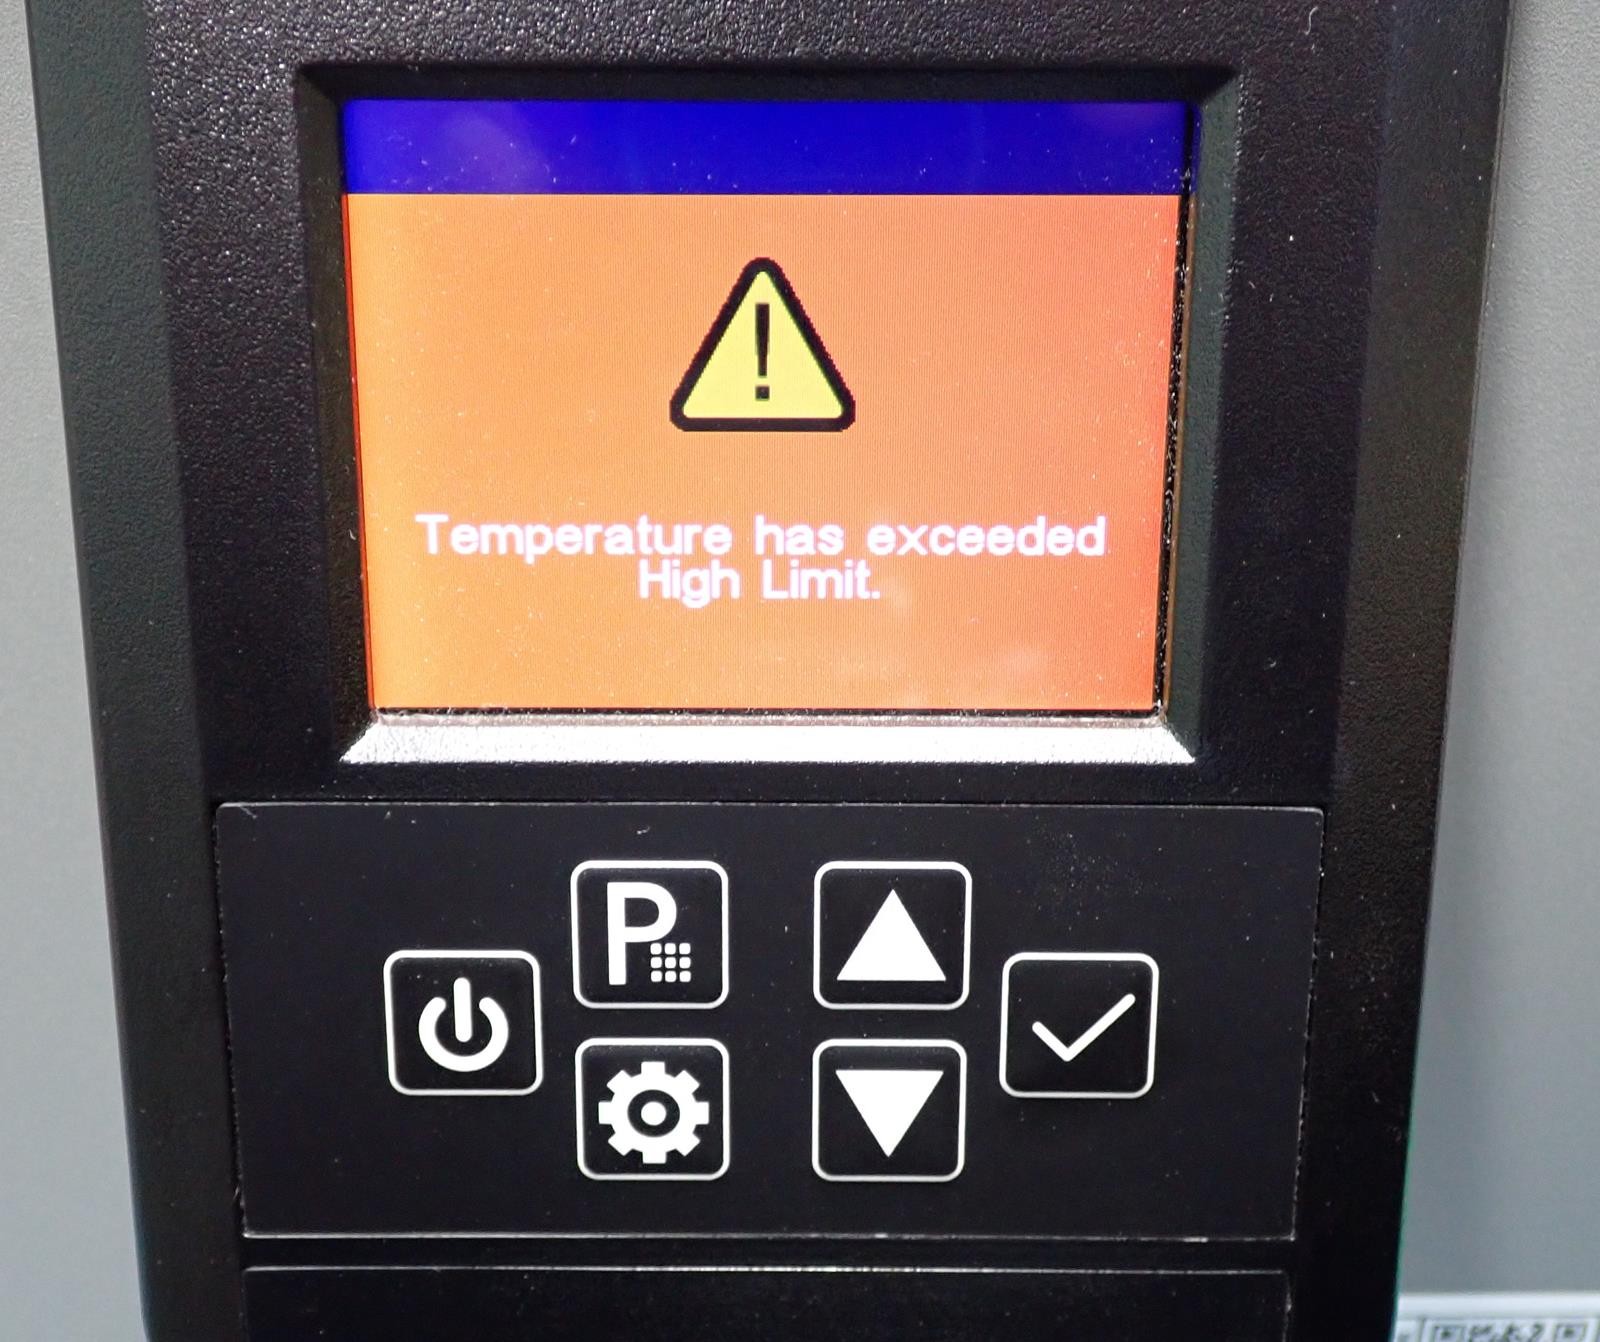 Temperature has exceeded
High Limit.
P